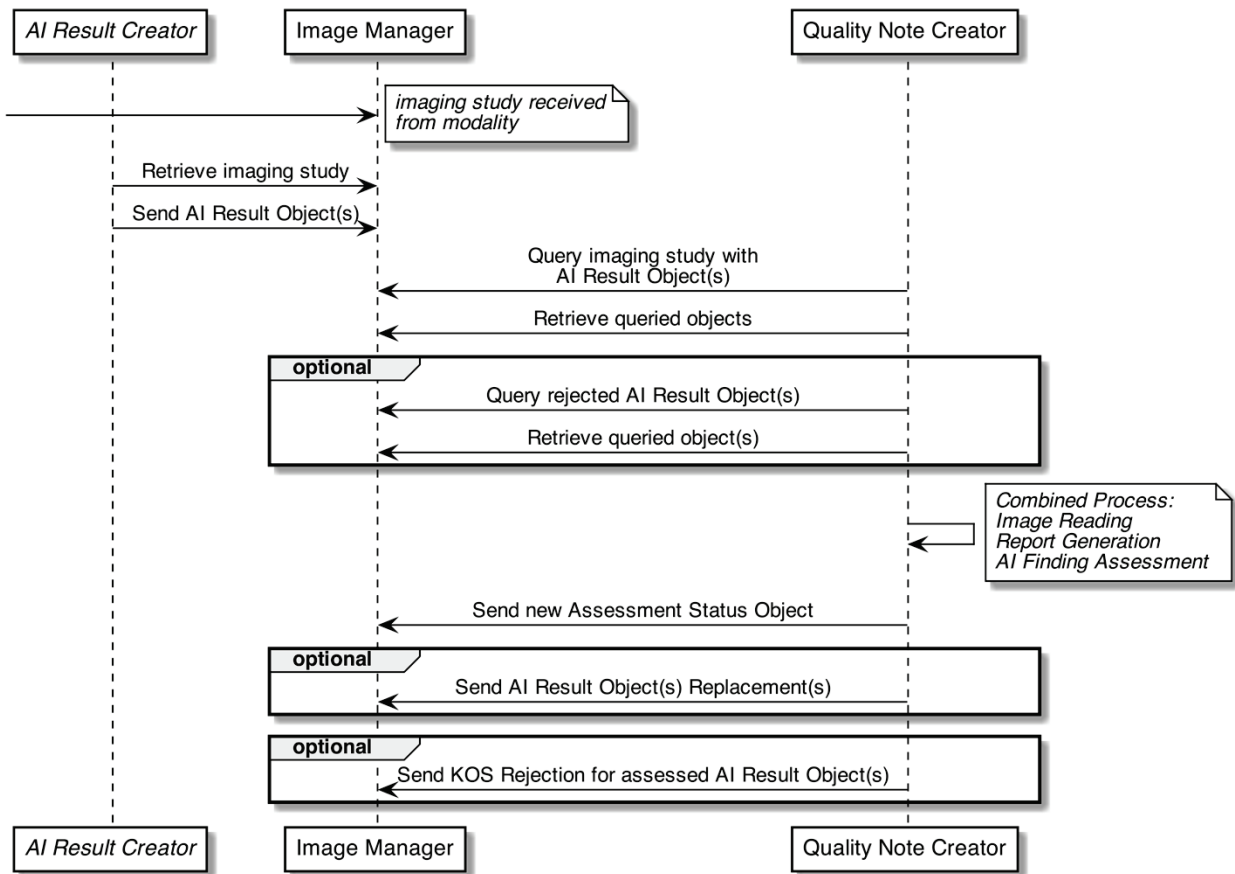 AI Result Creator
Image Manager
Quality Note Creator
imaging study received
from modality
Retrieve imaging study
Send AI Result Object(s)
Query imaging study with
AI Result Object(s)
Retrieve queried objects
optional
Query rejected AI Result Object(s)
Retrieve queried object(s)
Combined Process:
Image Reading
Report Generation
AI Finding Assessment
Send new Assessment Status Object
optional
Send AI Result Object(s) Replacement(s)
optional
Send KOS Rejection for assessed AI Result Object(s)
AI Result Creator
Image Manager
Quality Note Creator